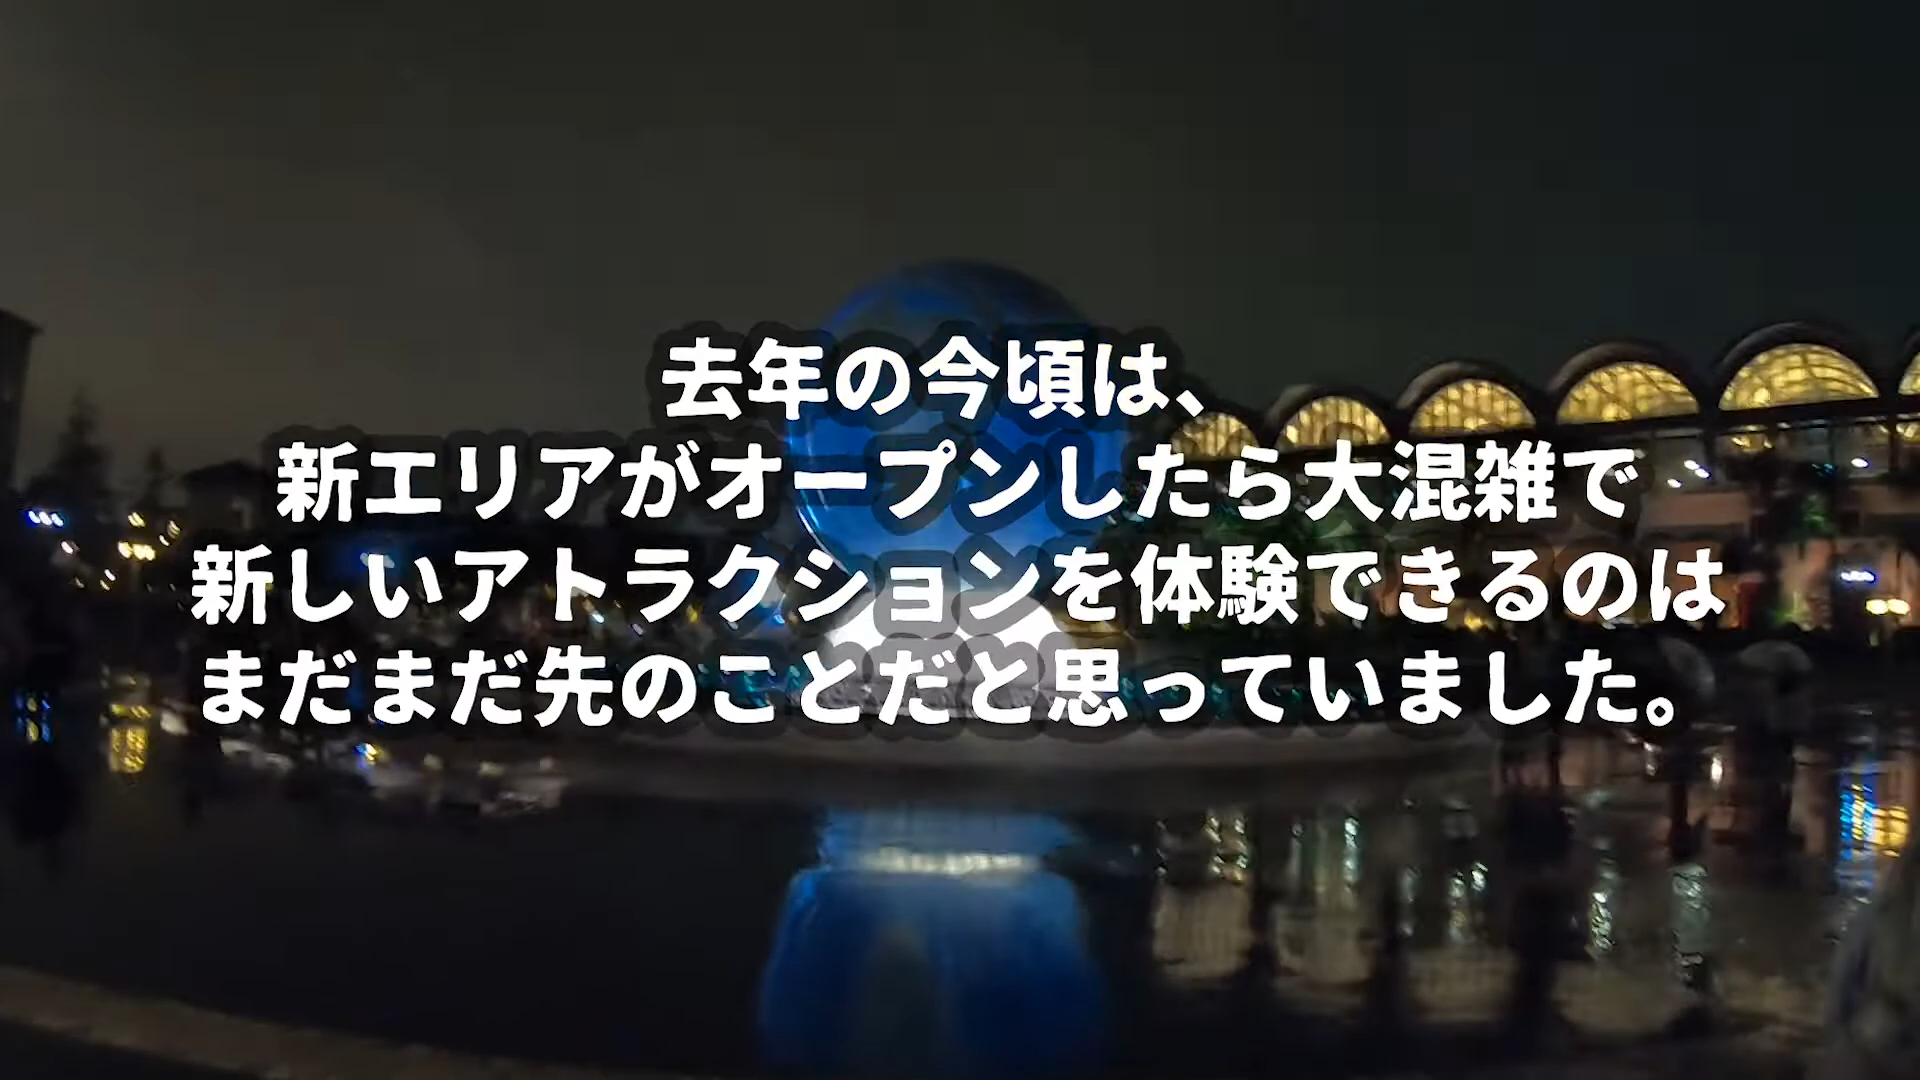 去年の今頃は、
新エリアがオープンしたら大混雑で
新しいアトラクションを体験できるのは
まだまだ先のことだと思っていました。